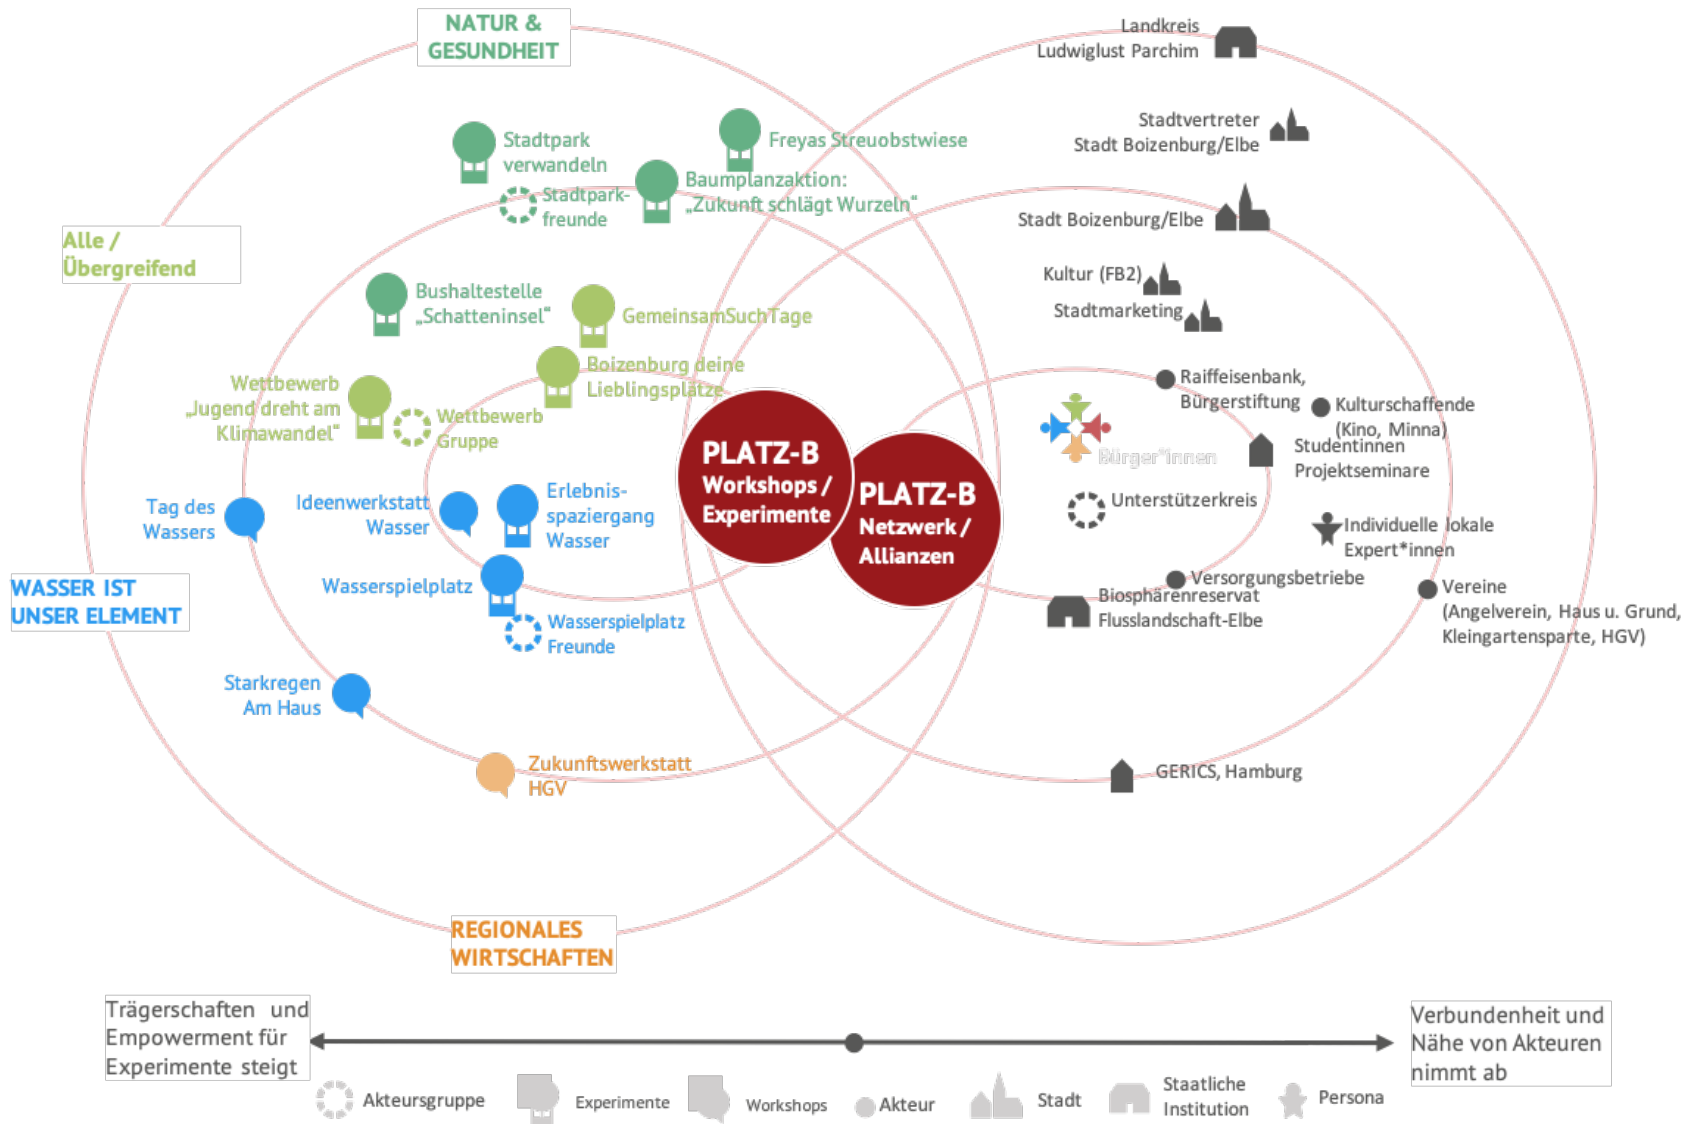 NATUR &
GESUNDHEIT
Landkreis
Ludwiglust Parchim
Stadtpark
verwandeln
Freyas Streuobstwiese
Stadtvertreter
Stadt Boizenburg/Elbe
Stadtpark-
freunde
Baumplanzaktion:
„Zukunft schlägt Wurzeln“
Stadt Boizenburg/Elbe
Alle /
Übergreifend
Kultur (FB2)
Stadtmarketing
Bushaltestelle
„Schatteninsel“
GemeinsamSuchTage
Boizenburg deine
Lieblingsplätze
Wettbewerb
„Jugend dreht am
Klimawandel“
Wettbewerb
Gruppe
Raiffeisenbank,
Bürgerstiftung
Kulturschaffende
(Kino, Minna)
Studentinnen
Projektseminare
Bürger*innen
PLATZ-B
Workshops /
Experimente
PLATZ-B
Netzwerk /
Allianzen
Unterstützerkreis
Individuelle lokale
Expert*innen
Tag des
Wassers
Ideenwerkstatt
Wasser
Erlebnis-
spaziergang
Wasser
WASSER IST
UNSER ELEMENT
Wasserspielplatz
Wasserspielplatz
Freunde
Versorgungsbetriebe
Biosphärenreservat
Flusslandschaft-Elbe
Vereine
(Angelverein, Haus u. Grund,
Kleingartensparte, HGV)
Starkregen
Am Haus
Zukunftswerkstatt
HGV
GERICS, Hamburg
REGIONALES
WIRTSCHAFTEN
Trägerschaften und
Empowerment für
Experimente steigt
Verbundenheit und
Nähe von Akteuren
nimmt ab
Akteursgruppe
Experimente
Workshops
Akteur
Stadt
Staatliche
Institution
Persona